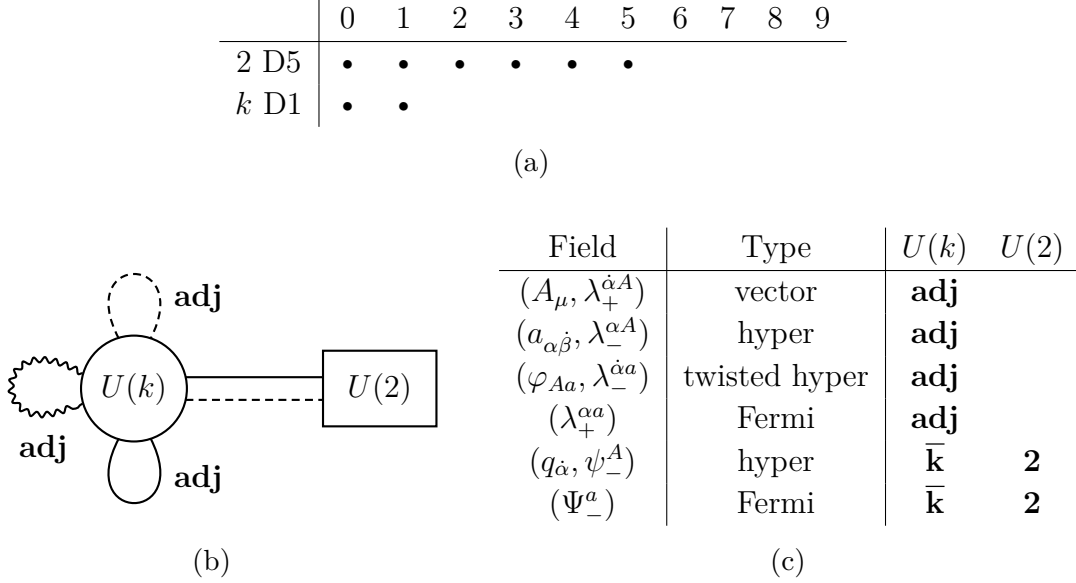 0 1 2 3 4 5 6 7 8 9
2 D5 • • • • • •
k D1 • •
(a)
adj
U(k)
U(2)
adj
adj
(b)
Field Type U(k) U(2)
(A_μ, λ_+^{α̇A}) vector adj
(a_{αβ̇}, λ_-^{αA}) hyper adj
(φ_{Aa}, λ_-^{α̇a}) twisted hyper adj
(λ_+^{αa}) Fermi adj
(q_{α̇}, ψ_-^A) hyper k̅ 2
(Ψ_-^a) Fermi k̅ 2
(c)